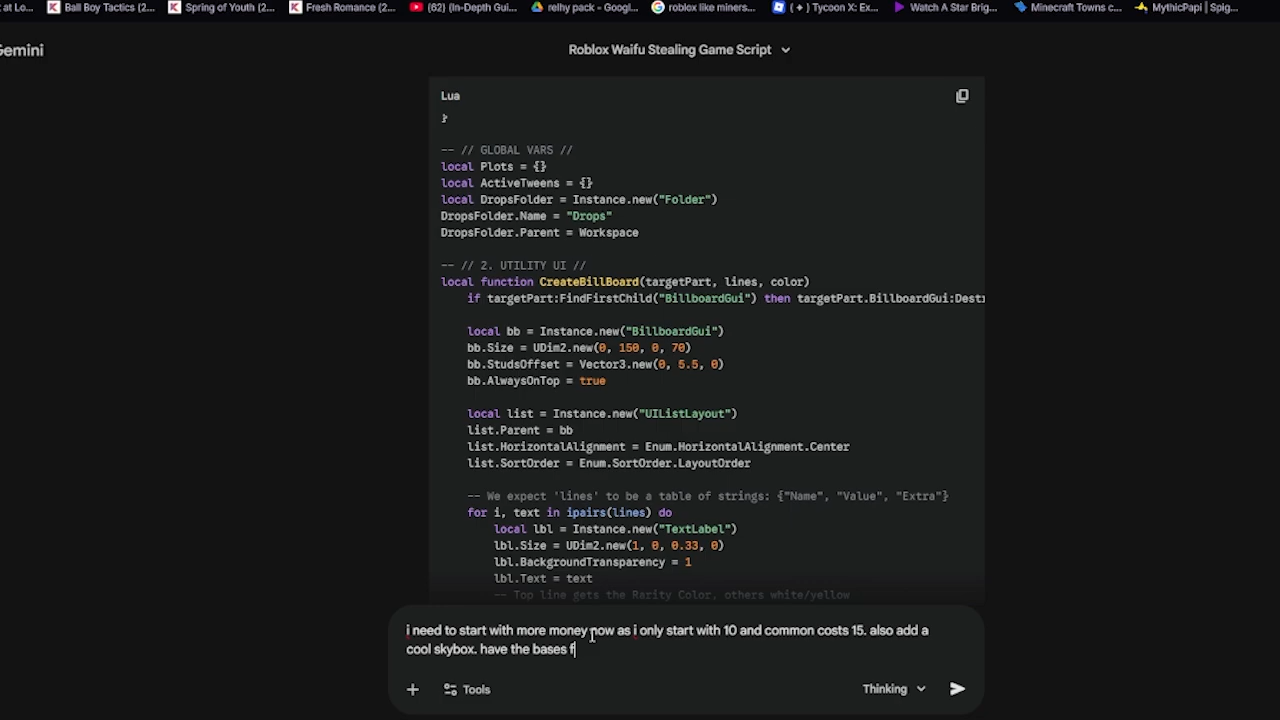 at Lo...
Ball Boy Tactics (2...
Spring of Youth (2...
Fresh Romance (2...
(62) (In-Depth Gui...
relhy pack - Googl...
roblox like miners...
( + ) Tycoon X: Ex...
Watch A Star Brig...
Minecraft Towns c...
MythicPapi | Spig...
Gemini
Roblox Waifu Stealing Game Script
Lua
}
-- // GLOBAL VARS //
local Plots = {}
local ActiveTweens = {}
local DropsFolder = Instance.new("Folder")
DropsFolder.Name = "Drops"
DropsFolder.Parent = Workspace
-- // 2. UTILITY UI //
local function CreateBillBoard(targetPart, lines, color)
if targetPart:FindFirstChild("BillboardGui") then targetPart.BillboardGui:Destr
local bb = Instance.new("BillboardGui")
bb.Size = UDim2.new(0, 150, 0, 70)
bb.StudsOffset = Vector3.new(0, 5.5, 0)
bb.AlwaysOnTop = true
local list = Instance.new("UIListLayout")
list.Parent = bb
list.HorizontalAlignment = Enum.HorizontalAlignment.Center
list.SortOrder = Enum.SortOrder.LayoutOrder
-- We expect 'lines' to be a table of strings: {"Name", "Value", "Extra"}
for i, text in ipairs(lines) do
local lbl = Instance.new("TextLabel")
lbl.Size = UDim2.new(1, 0, 0.33, 0)
lbl.BackgroundTransparency = 1
lbl.Text = text
-- Top line gets the Rarity Color, others white/yellow
i need to start with more money now as i only start with 10 and common costs 15. also add a
cool skybox. have the bases f
Tools
Thinking